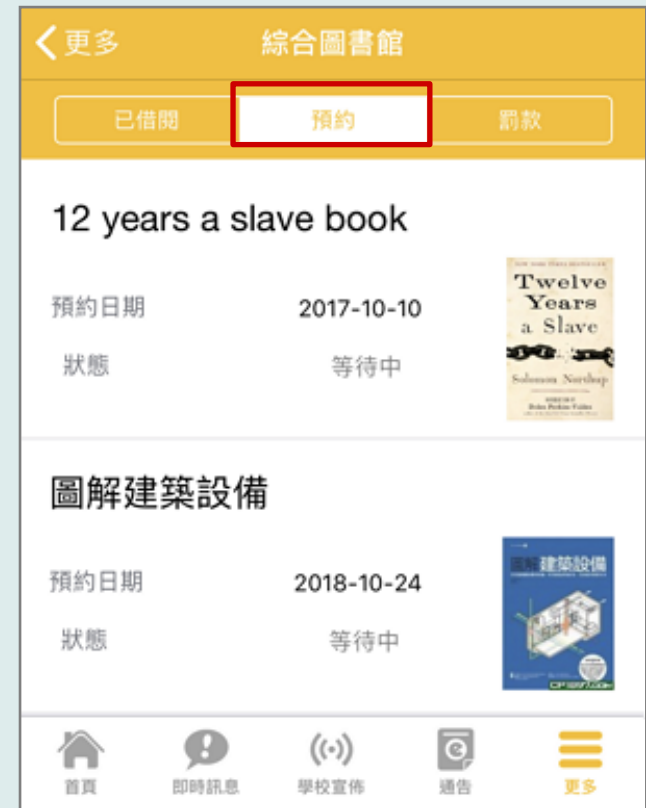 更多 綜合圖書館
已借閱 預約 罰款
12 years a slave book
預約日期 2017-10-10
狀態 等待中
Twelve
Years
a Slave
Solomon Northup
圖解建築設備
預約日期 2018-10-24
狀態 等待中
圖解建築設備
首頁 即時訊息 學校宣佈 通告 更多